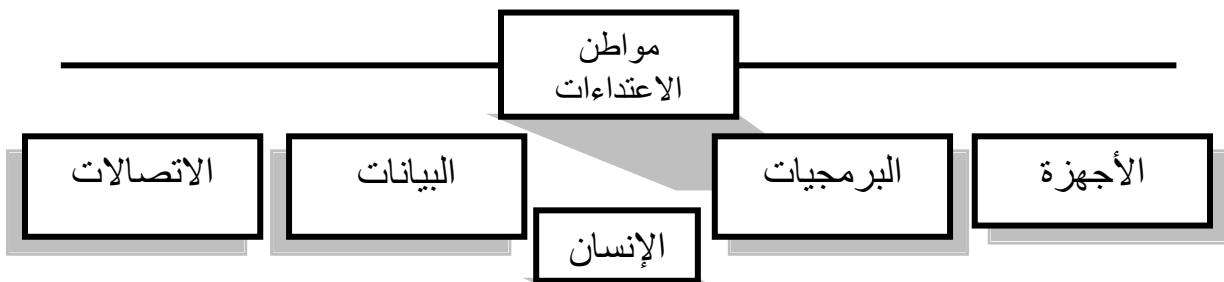 مواطن
الاعتداءات
الأجهزة
البرمجيات
البيانات
الاتصالات
الإنسان